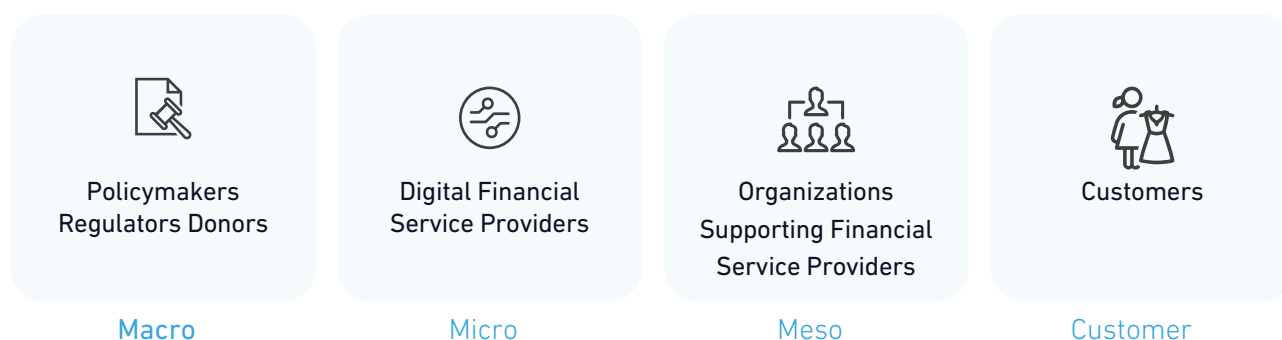 Policymakers
Regulators Donors
Macro
Digital Financial
Service Providers
Micro
Organizations
Supporting Financial
Service Providers
Meso
Customers
Customer